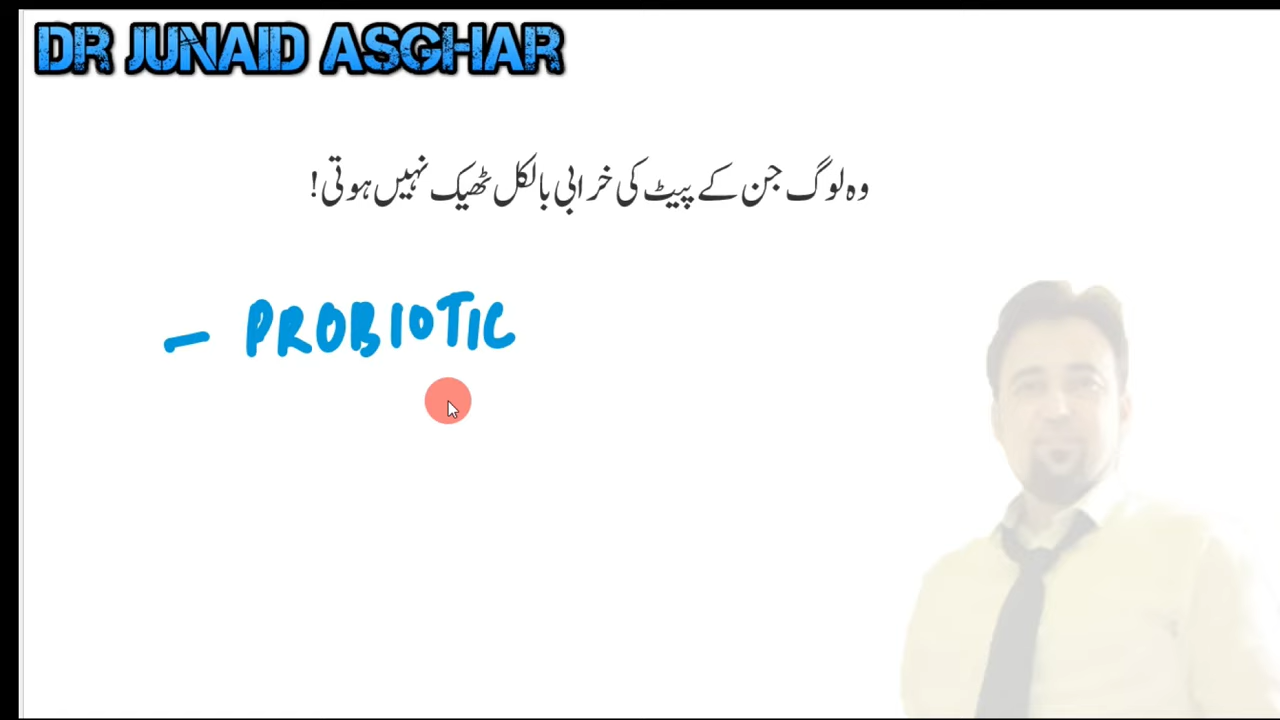 DR JUNAID ASGHAR
وہ لوگ جن کے پیٹ کی خرابی بالکل ٹھیک نہیں ہوتی!
– PROBIOTIC